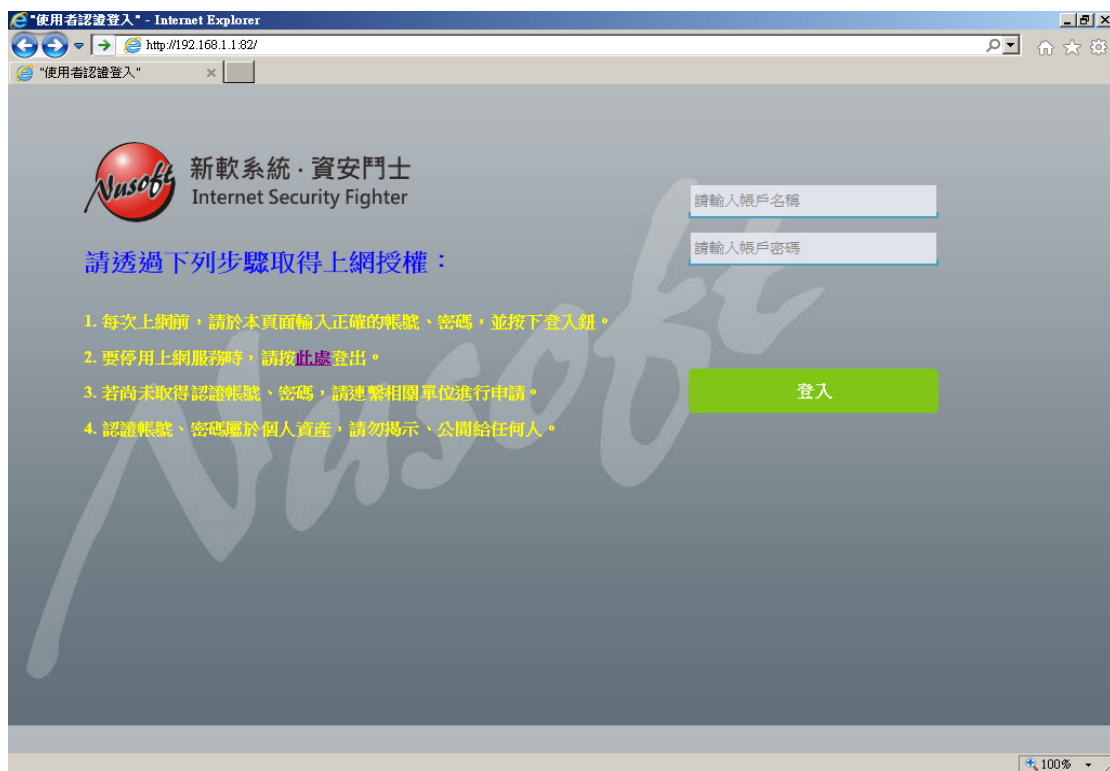 "使用者認證登入" - Internet Explorer
http://192.168.1.1:82/
"使用者認證登入"
Nusoft
新軟系統 · 資安鬥士
Internet Security Fighter
請輸入帳戶名稱
請輸入帳戶密碼
請透過下列步驟取得上網授權：
1. 每次上網前，請於本頁面輸入正確的帳號、密碼，並按下登入鈕。
2. 要停用上網服務時，請按此處登出。
3. 若尚未取得認證帳號、密碼，請連繫相關單位進行申請。
登入
4. 認證帳號、密碼屬於個人資產，請勿揭示、公開給任何人。
Nusoft
100%